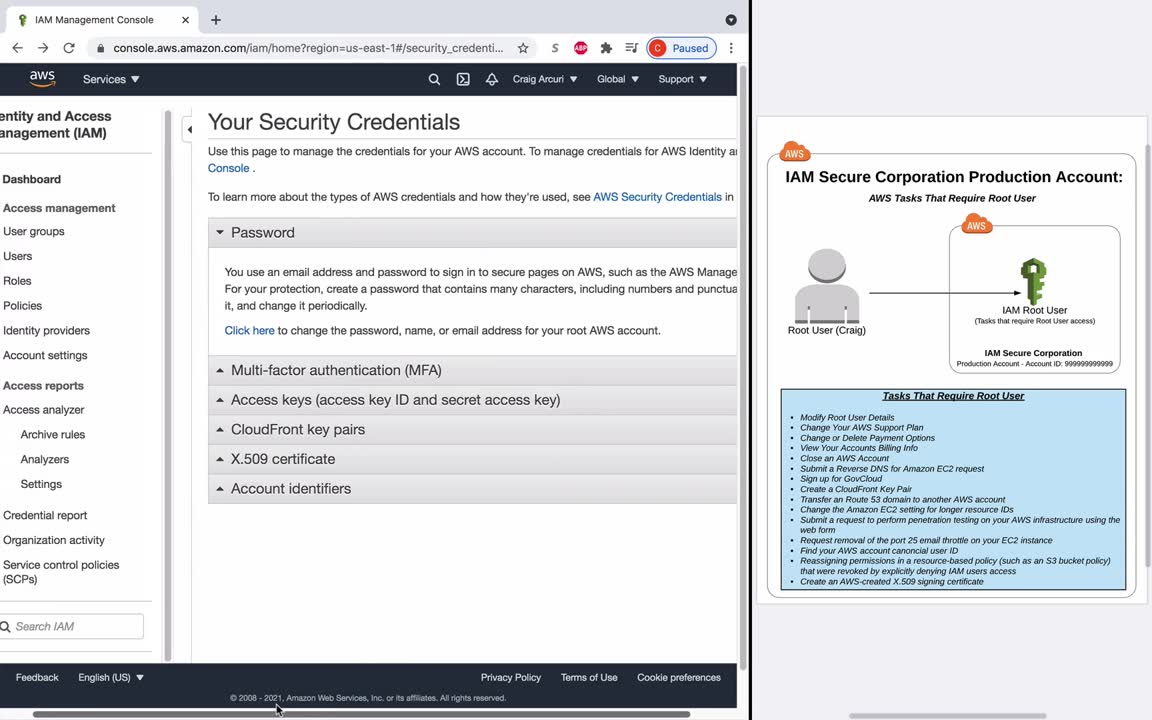 IAM Management Console
console.aws.amazon.com/iam/home?region=us-east-1#/security_credenti...
S
ABP
C Paused
aws
Services
Craig Arcuri
Global
Support
entity and Access
anagement (IAM)
Dashboard
Access management
User groups
Users
Roles
Policies
Identity providers
Account settings
Access reports
Access analyzer
Archive rules
Analyzers
Settings
Credential report
Organization activity
Service control policies
(SCPs)
Search IAM
Your Security Credentials
Use this page to manage the credentials for your AWS account. To manage credentials for AWS Identity a
Console .
To learn more about the types of AWS credentials and how they're used, see AWS Security Credentials in
Password
You use an email address and password to sign in to secure pages on AWS, such as the AWS Manage
For your protection, create a password that contains many characters, including numbers and punctua
it, and change it periodically.
Click here to change the password, name, or email address for your root AWS account.
Multi-factor authentication (MFA)
Access keys (access key ID and secret access key)
CloudFront key pairs
X.509 certificate
Account identifiers
Feedback
English (US)
Privacy Policy
Terms of Use
Cookie preferences
© 2008 - 2021, Amazon Web Services, Inc. or its affiliates. All rights reserved.
AWS
IAM Secure Corporation Production Account:
AWS Tasks That Require Root User
AWS
Root User (Craig)
IAM Root User
(Tasks that require Root User access)
IAM Secure Corporation
Production Account - Account ID: 999999999999
Tasks That Require Root User
• Modify Root User Details
• Change Your AWS Support Plan
• Change or Delete Payment Options
• View Your Accounts Billing Info
• Close an AWS Account
• Submit a Reverse DNS for Amazon EC2 request
• Sign up for GovCloud
• Create a CloudFront Key Pair
• Transfer an Route 53 domain to another AWS account
• Change the Amazon EC2 setting for longer resource IDs
• Submit a request to perform penetration testing on your AWS infrastructure using the
web form
• Request removal of the port 25 email throttle on your EC2 instance
• Find your AWS account canoncial user ID
• Reassigning permissions in a resource-based policy (such as an S3 bucket policy)
that were revoked by explicitly denying IAM users access
• Create an AWS-created X.509 signing certificate